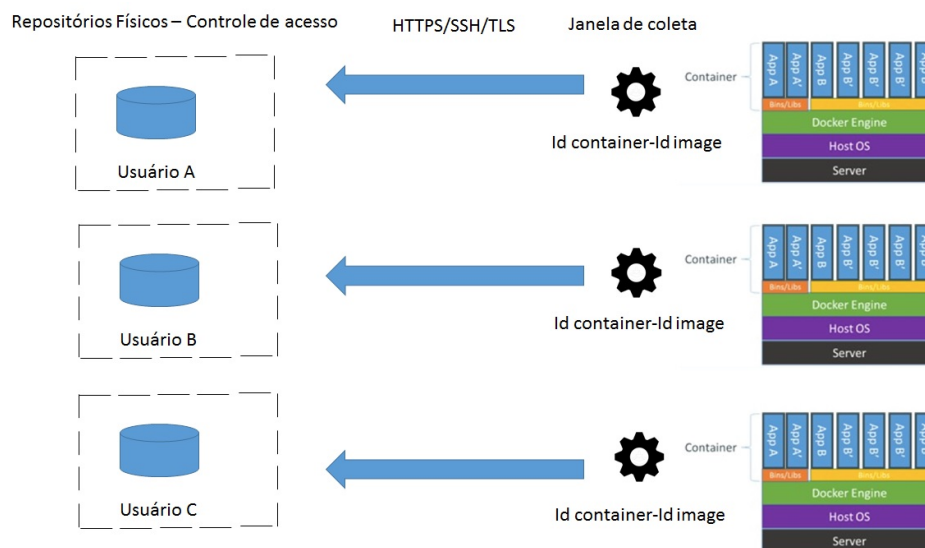 Repositórios Físicos – Controle de acesso
HTTPS/SSH/TLS
Janela de coleta
Usuário A
Id container-Id image
Container
App A
App A'
App B
App B'
App B'
App B'
Bins/Libs
Bins/Libs
Docker Engine
Host OS
Server
Usuário B
Id container-Id image
Container
App A
App A'
App B
App B'
App B'
App B'
Bins/Libs
Bins/Libs
Docker Engine
Host OS
Server
Usuário C
Id container-Id image
Container
App A
App A'
App B
App B'
App B'
App B'
Bins/Libs
Bins/Libs
Docker Engine
Host OS
Server